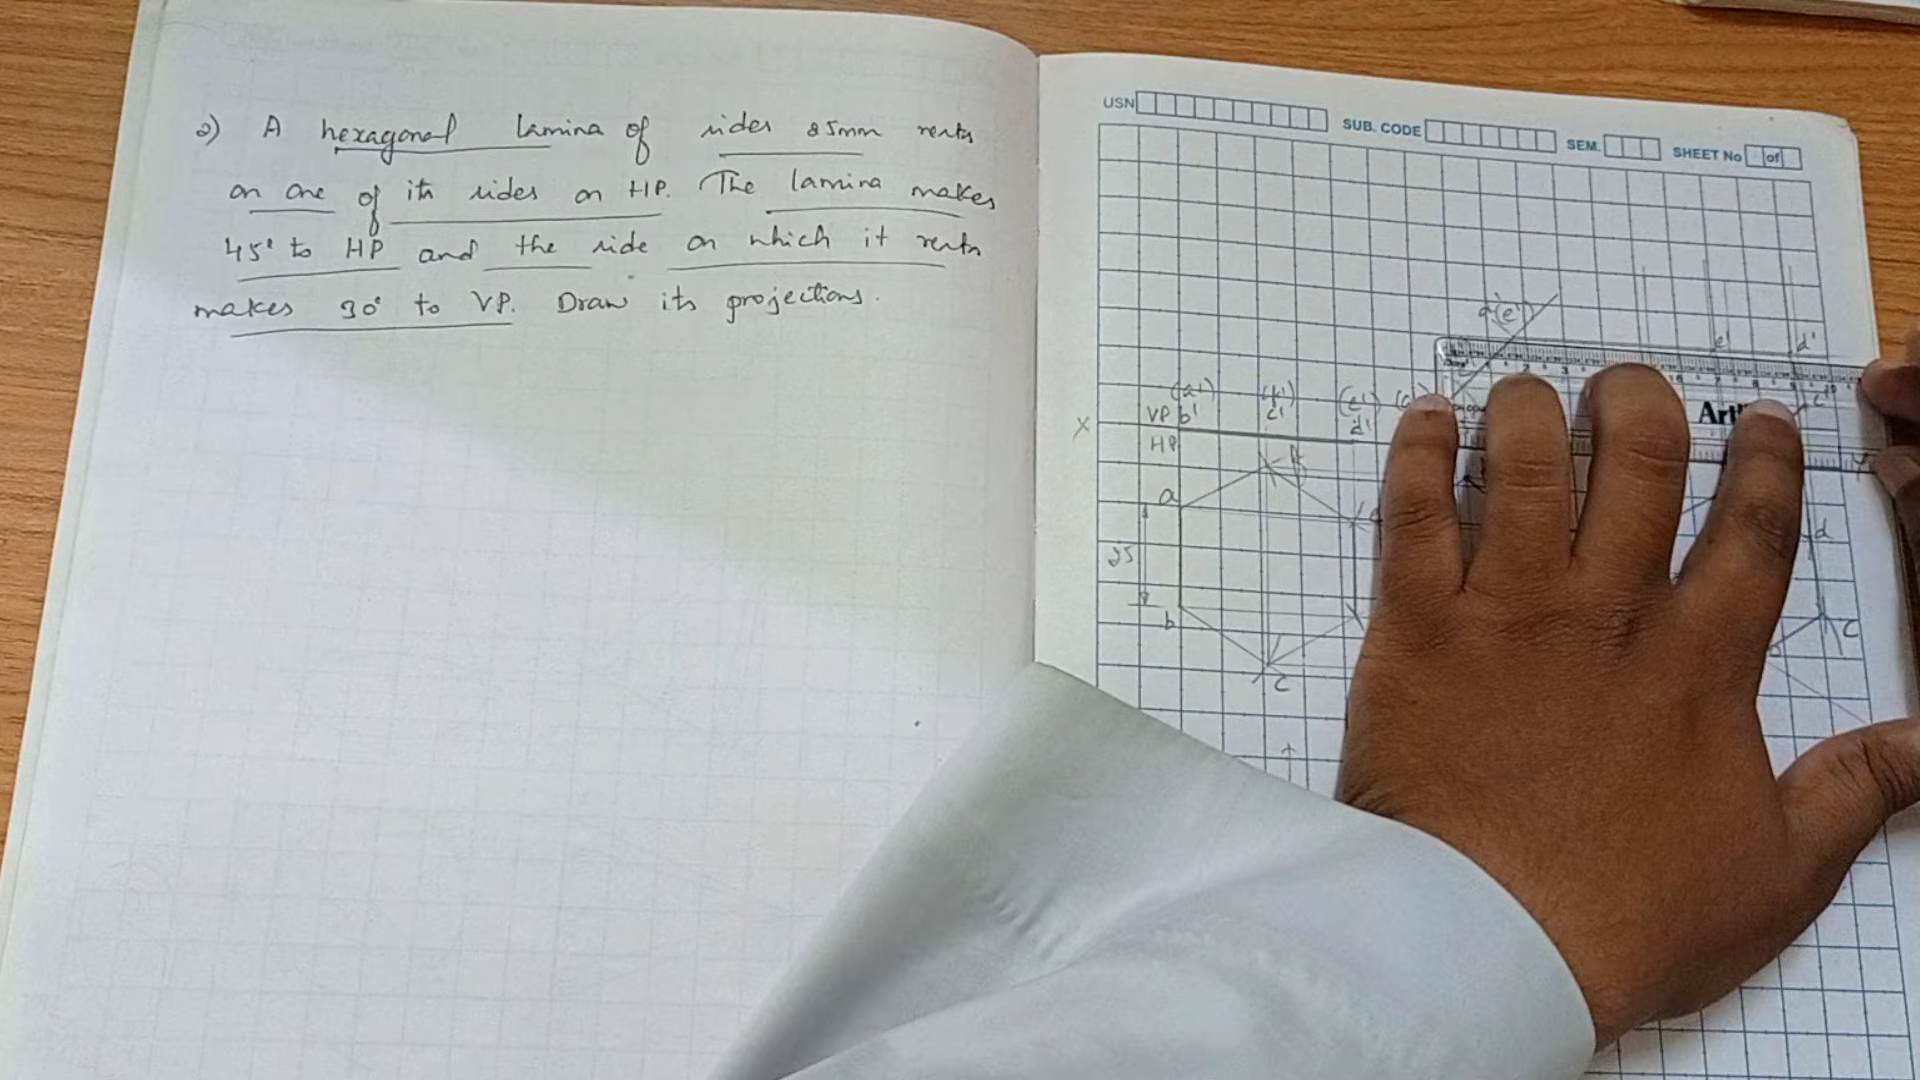 2) A hexagonal lamina of sides 25mm rests
on one of its sides on HP. The lamina makes
45° to HP and the side on which it rests
makes 30° to VP. Draw its projections.
USN
SUB. CODE
SEM.
SHEET No of
d'(e')
e'
d'
(a') (f') (e')
VP b' c' d'
X
HP
Y
a
d
25
b
c
c